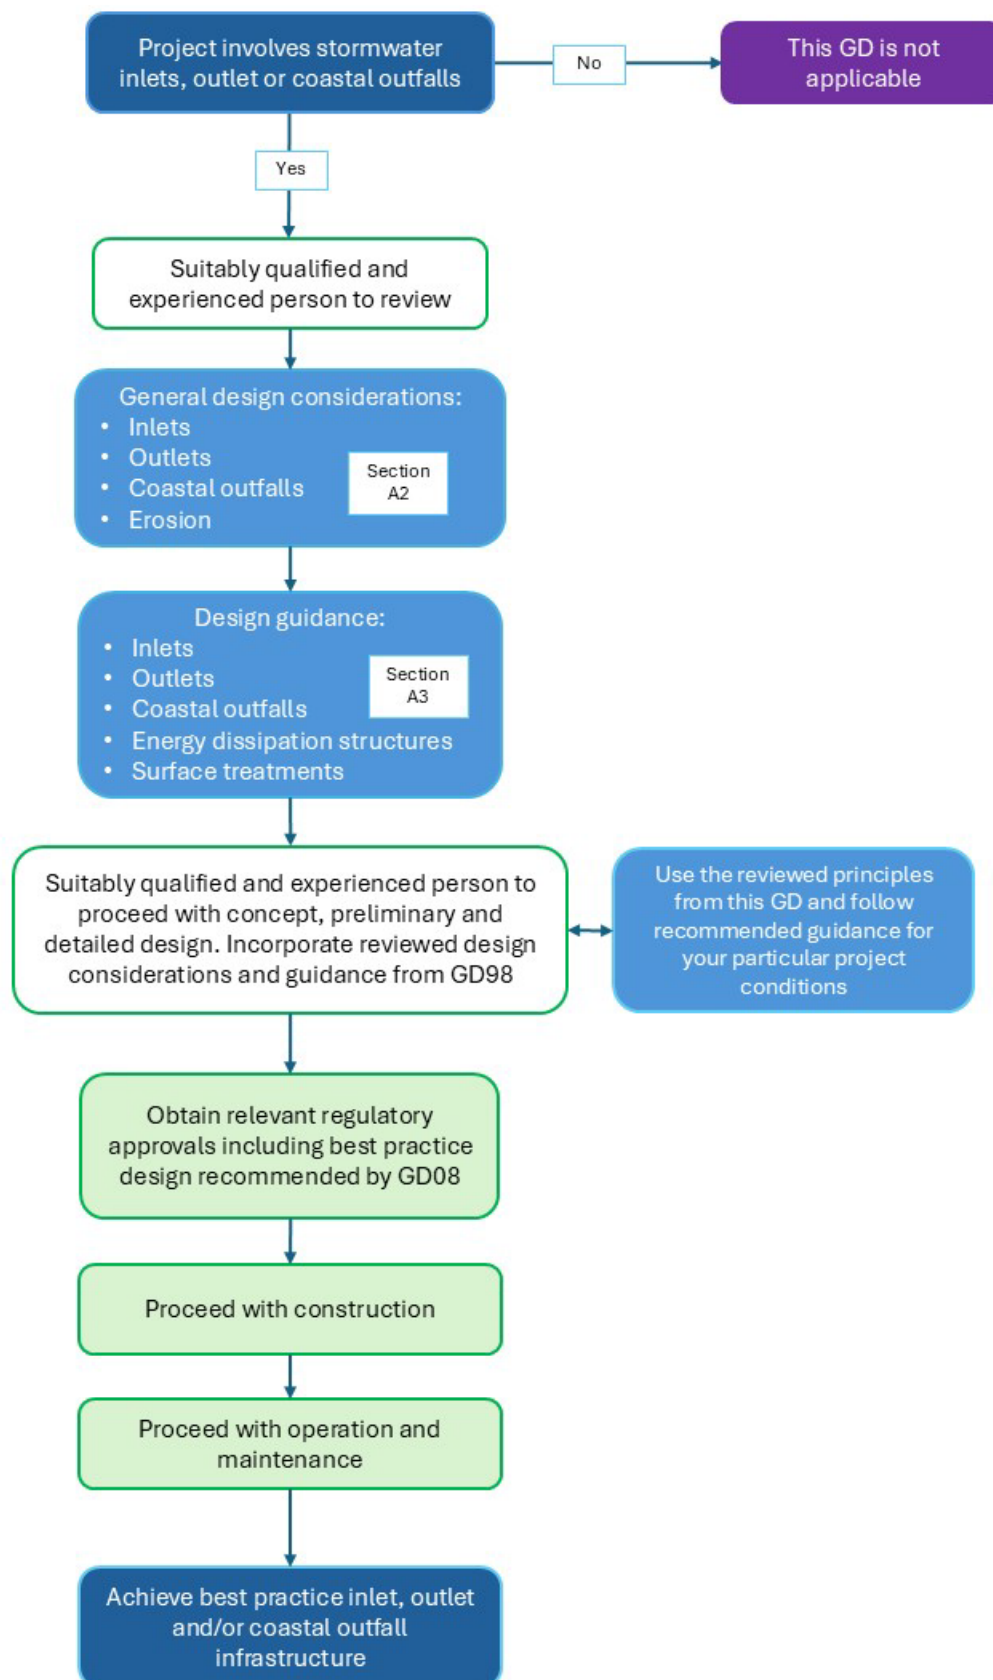 Project involves stormwater
inlets, outlet or coastal outfalls
No
This GD is not
applicable
Yes
Suitably qualified and
experienced person to review
General design considerations:
• Inlets
• Outlets
• Coastal outfalls
• Erosion
Section
A2
Design guidance:
• Inlets
• Outlets
• Coastal outfalls
• Energy dissipation structures
• Surface treatments
Section
A3
Suitably qualified and experienced person to
proceed with concept, preliminary and
detailed design. Incorporate reviewed design
considerations and guidance from GD98
Use the reviewed principles
from this GD and follow
recommended guidance for
your particular project
conditions
Obtain relevant regulatory
approvals including best practice
design recommended by GD08
Proceed with construction
Proceed with operation and
maintenance
Achieve best practice inlet, outlet
and/or coastal outfall
infrastructure